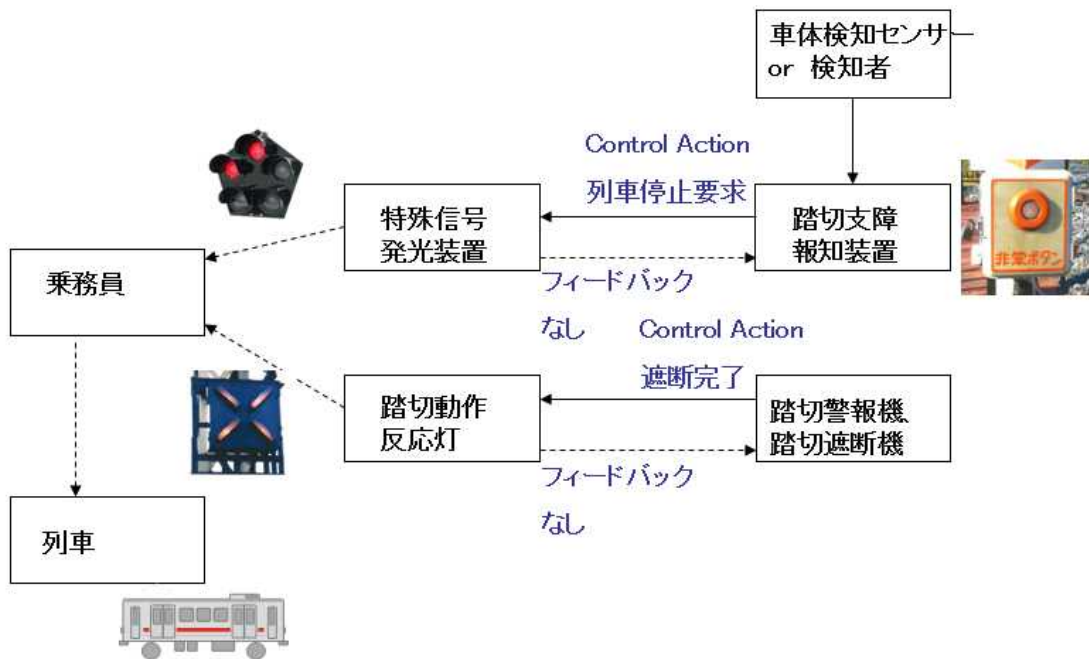 車体検知センサ
or 検知者
Control Action
列車停止要求
特殊信号
発光装置
踏切支障
報知装置
非常ボタン
乗務員
フィードバック
なし
Control Action
遮断完了
踏切動作
反応灯
踏切警報機、
踏切遮断機
フィードバック
なし
列車